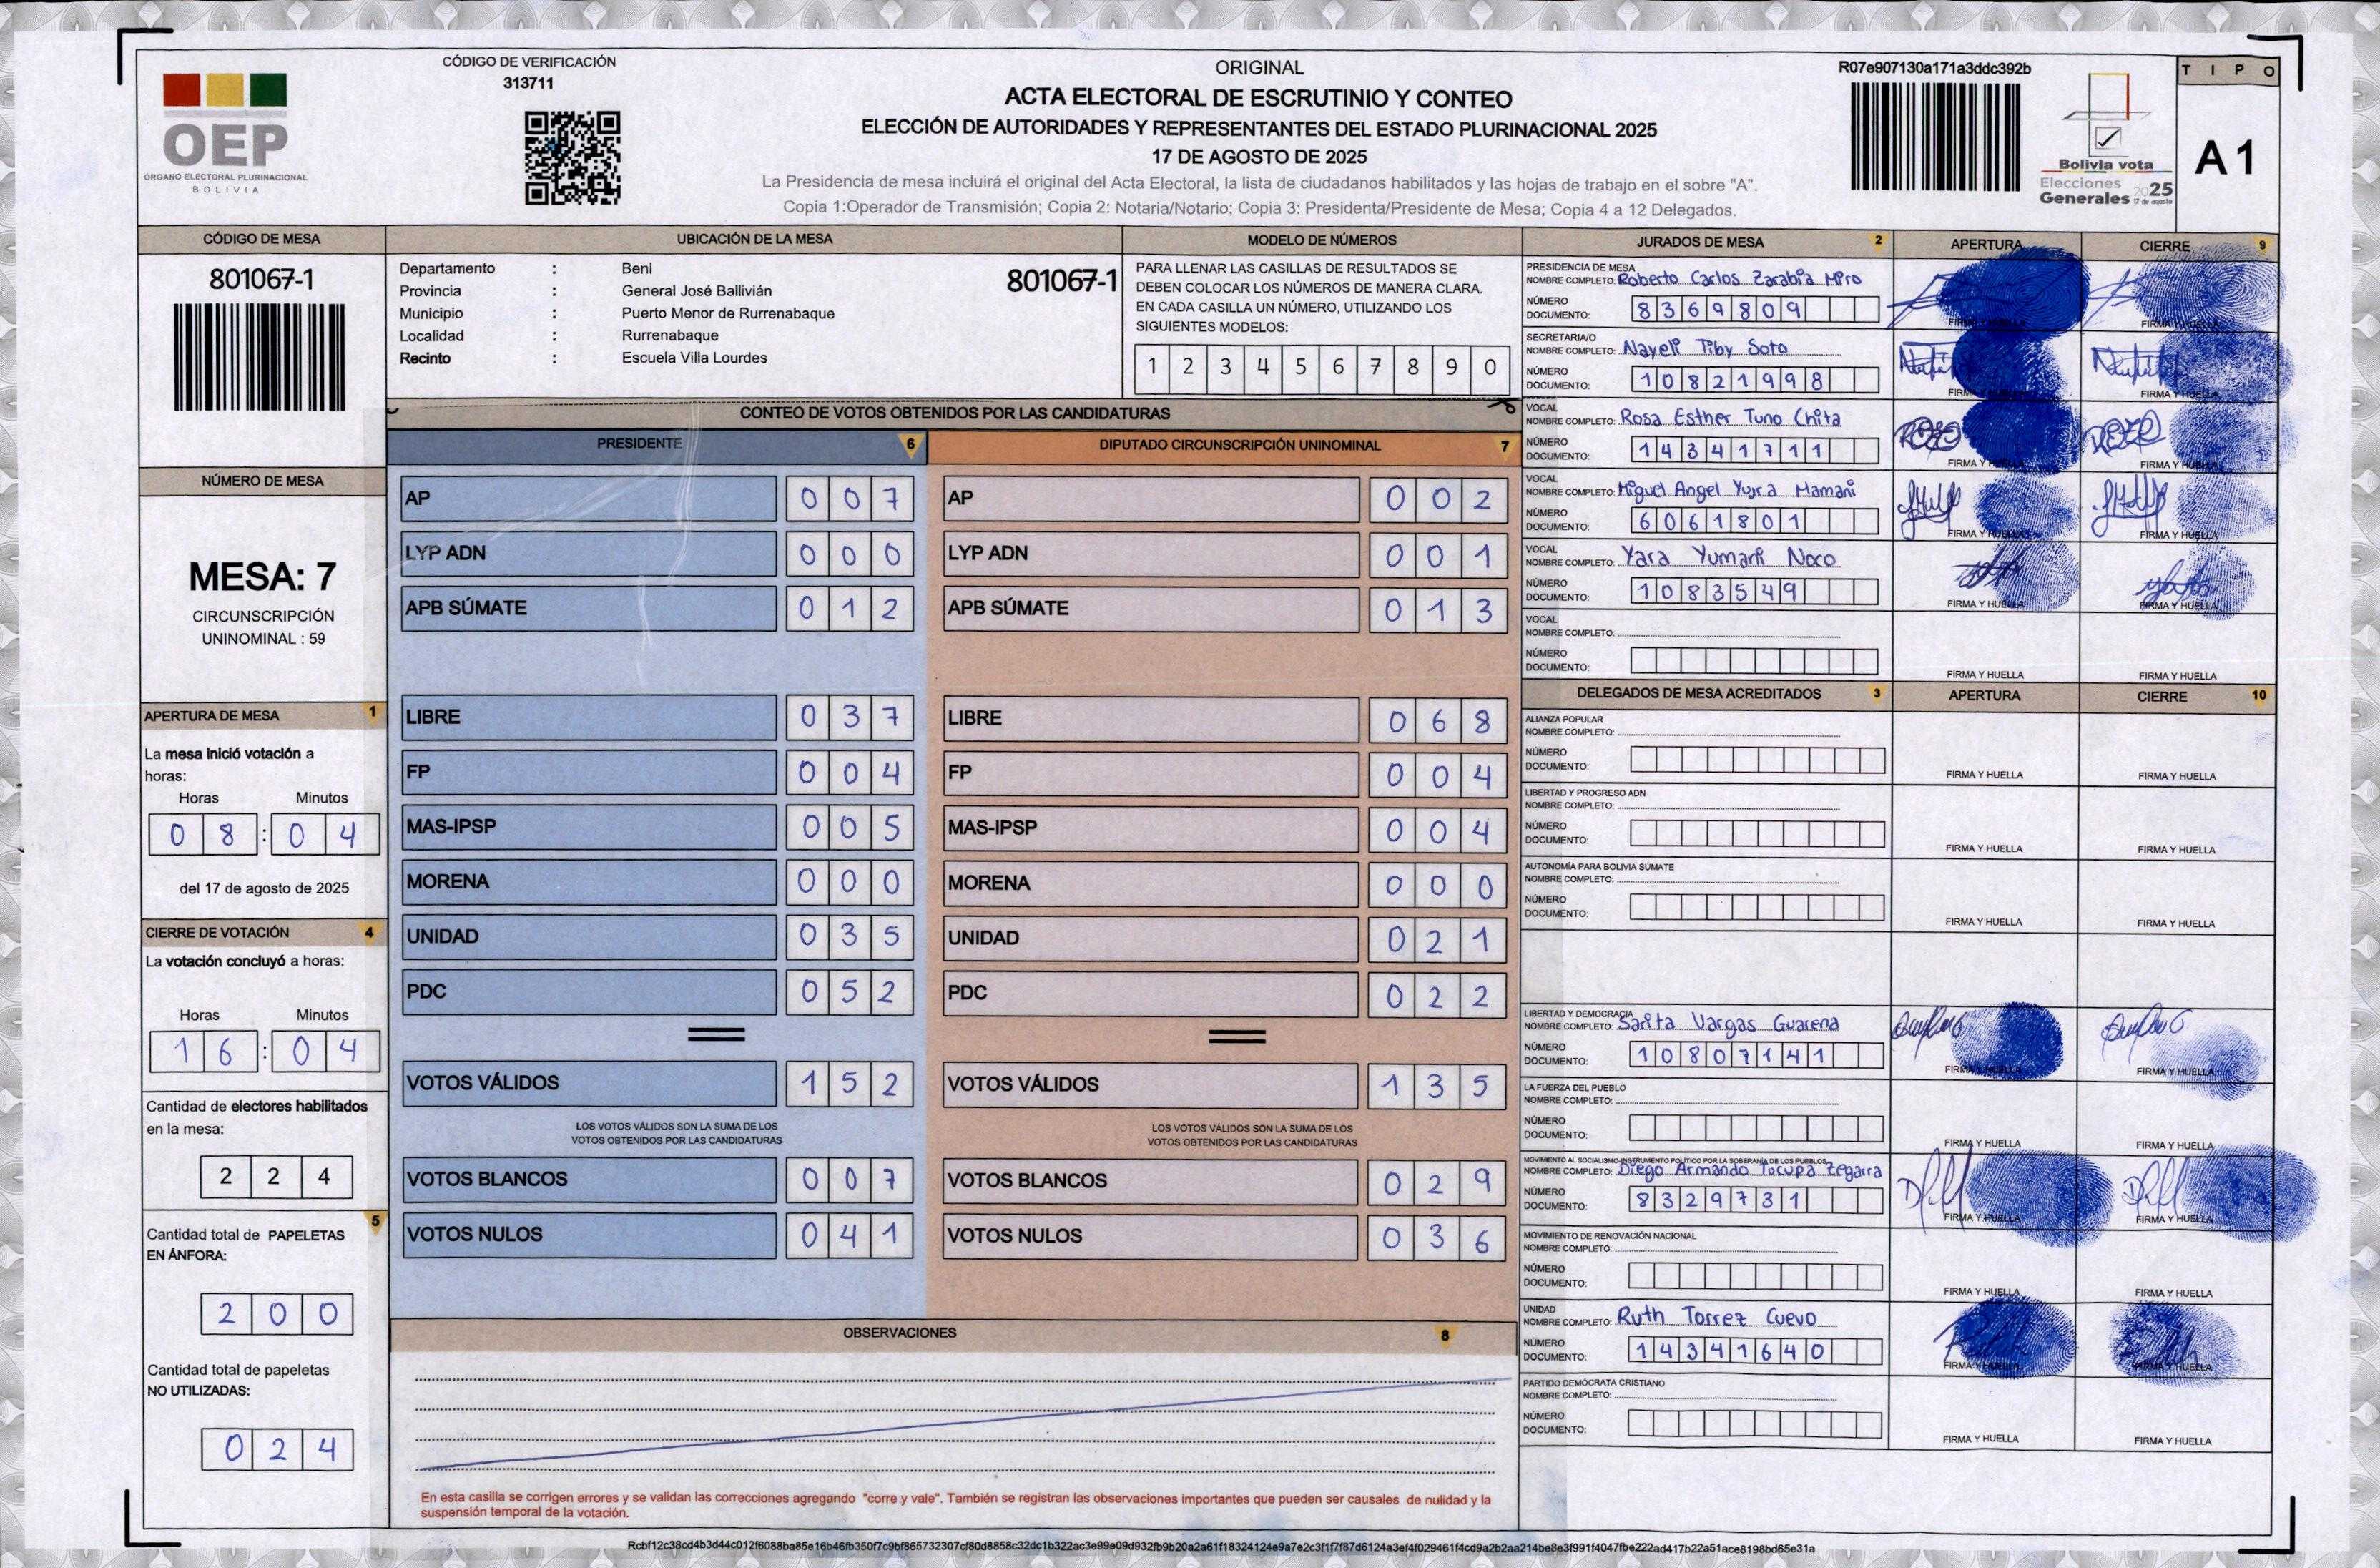 CÓDIGO DE VERIFICACIÓN
313711
OEP
ÓRGANO ELECTORAL PLURINACIONAL
BOLIVIA
ORIGINAL
ACTA ELECTORAL DE ESCRUTINIO Y CONTEO
ELECCIÓN DE AUTORIDADES Y REPRESENTANTES DEL ESTADO PLURINACIONAL 2025
17 DE AGOSTO DE 2025
La Presidencia de mesa incluirá el original del Acta Electoral, la lista de ciudadanos habilitados y las hojas de trabajo en el sobre "A".
Copia 1:Operador de Transmisión; Copia 2: Notaria/Notario; Copia 3: Presidenta/Presidente de Mesa; Copia 4 a 12 Delegados.
R07e907130a171a3ddc392b
Bolivia vota
Elecciones 2025
Generales 17 de agosto
TIPO
A 1
CÓDIGO DE MESA
801067-1
NÚMERO DE MESA
MESA: 7
CIRCUNSCRIPCIÓN
UNINOMINAL : 59
APERTURA DE MESA 1
La mesa inició votación a
horas:
Horas Minutos
08:04
del 17 de agosto de 2025
CIERRE DE VOTACIÓN 4
La votación concluyó a horas:
Horas Minutos
16:04
Cantidad de electores habilitados
en la mesa:
224
5
Cantidad total de PAPELETAS
EN ÁNFORA:
200
Cantidad total de papeletas
NO UTILIZADAS:
024
UBICACIÓN DE LA MESA
Departamento : Beni
801067-1
Provincia : General José Ballivián
Municipio : Puerto Menor de Rurrenabaque
Localidad : Rurrenabaque
Recinto : Escuela Villa Lourdes
MODELO DE NÚMEROS
PARA LLENAR LAS CASILLAS DE RESULTADOS SE
DEBEN COLOCAR LOS NÚMEROS DE MANERA CLARA.
EN CADA CASILLA UN NÚMERO, UTILIZANDO LOS
SIGUIENTES MODELOS:
1 2 3 4 5 6 7 8 9 0
CONTEO DE VOTOS OBTENIDOS POR LAS CANDIDATURAS
PRESIDENTE 6
AP 007
LYP ADN 000
APB SÚMATE 012
LIBRE 037
FP 004
MAS-IPSP 005
MORENA 000
UNIDAD 035
PDC 052
VOTOS VÁLIDOS 152
LOS VOTOS VÁLIDOS SON LA SUMA DE LOS
VOTOS OBTENIDOS POR LAS CANDIDATURAS
VOTOS BLANCOS 007
VOTOS NULOS 041
DIPUTADO CIRCUNSCRIPCIÓN UNINOMINAL 7
AP 002
LYP ADN 001
APB SÚMATE 013
LIBRE 068
FP 004
MAS-IPSP 004
MORENA 000
UNIDAD 021
PDC 022
VOTOS VÁLIDOS 135
LOS VOTOS VÁLIDOS SON LA SUMA DE LOS
VOTOS OBTENIDOS POR LAS CANDIDATURAS
VOTOS BLANCOS 029
VOTOS NULOS 036
OBSERVACIONES 8
En esta casilla se corrigen errores y se validan las correcciones agregando "corre y vale". También se registran las observaciones importantes que pueden ser causales de nulidad y la
suspensión temporal de la votación.
JURADOS DE MESA 2 APERTURA CIERRE 9
PRESIDENCIA DE MESA
NOMBRE COMPLETO: Roberto Carlos Zarabia Miro
NÚMERO
DOCUMENTO: 8369809
FIRMA Y HUELLA
SECRETARIA/O
NOMBRE COMPLETO: Nayeli Tiby Soto
NÚMERO
DOCUMENTO: 10821998
FIRMA Y HUELLA
VOCAL
NOMBRE COMPLETO: Rosa Esther Tuno Chita
NÚMERO
DOCUMENTO: 14341711
FIRMA Y HUELLA FIRMA Y HUELLA
VOCAL
NOMBRE COMPLETO: Miguel Angel Yujra Mamani
NÚMERO
DOCUMENTO: 6061801
FIRMA Y HUELLA FIRMA Y HUELLA
VOCAL
NOMBRE COMPLETO: Yara Yumari Noco
NÚMERO
DOCUMENTO: 1083549
FIRMA Y HUELLA FIRMA Y HUELLA
VOCAL
NOMBRE COMPLETO:
NÚMERO
DOCUMENTO:
FIRMA Y HUELLA FIRMA Y HUELLA
DELEGADOS DE MESA ACREDITADOS 3 APERTURA CIERRE 10
ALIANZA POPULAR
NOMBRE COMPLETO:
NÚMERO
DOCUMENTO:
FIRMA Y HUELLA FIRMA Y HUELLA
LIBERTAD Y PROGRESO ADN
NOMBRE COMPLETO:
NÚMERO
DOCUMENTO:
FIRMA Y HUELLA FIRMA Y HUELLA
AUTONOMÍA PARA BOLIVIA SÚMATE
NOMBRE COMPLETO:
NÚMERO
DOCUMENTO:
FIRMA Y HUELLA FIRMA Y HUELLA
LIBERTAD Y DEMOCRACIA
NOMBRE COMPLETO: Sarita Vargas Guarena
NÚMERO
DOCUMENTO: 10807141
FIRMA Y HUELLA FIRMA Y HUELLA
LA FUERZA DEL PUEBLO
NOMBRE COMPLETO:
NÚMERO
DOCUMENTO:
FIRMA Y HUELLA FIRMA Y HUELLA
MOVIMIENTO AL SOCIALISMO-INSTRUMENTO POLÍTICO POR LA SOBERANÍA DE LOS PUEBLOS
NOMBRE COMPLETO: Diego Armando Tocupa Zegarra
NÚMERO
DOCUMENTO: 8329731
FIRMA Y HUELLA FIRMA Y HUELLA
MOVIMIENTO DE RENOVACIÓN NACIONAL
NOMBRE COMPLETO:
NÚMERO
DOCUMENTO:
FIRMA Y HUELLA FIRMA Y HUELLA
UNIDAD
NOMBRE COMPLETO: Ruth Torrez Cuevo
NÚMERO
DOCUMENTO: 14341640
FIRMA Y HUELLA FIRMA Y HUELLA
PARTIDO DEMÓCRATA CRISTIANO
NOMBRE COMPLETO:
NÚMERO
DOCUMENTO:
FIRMA Y HUELLA FIRMA Y HUELLA